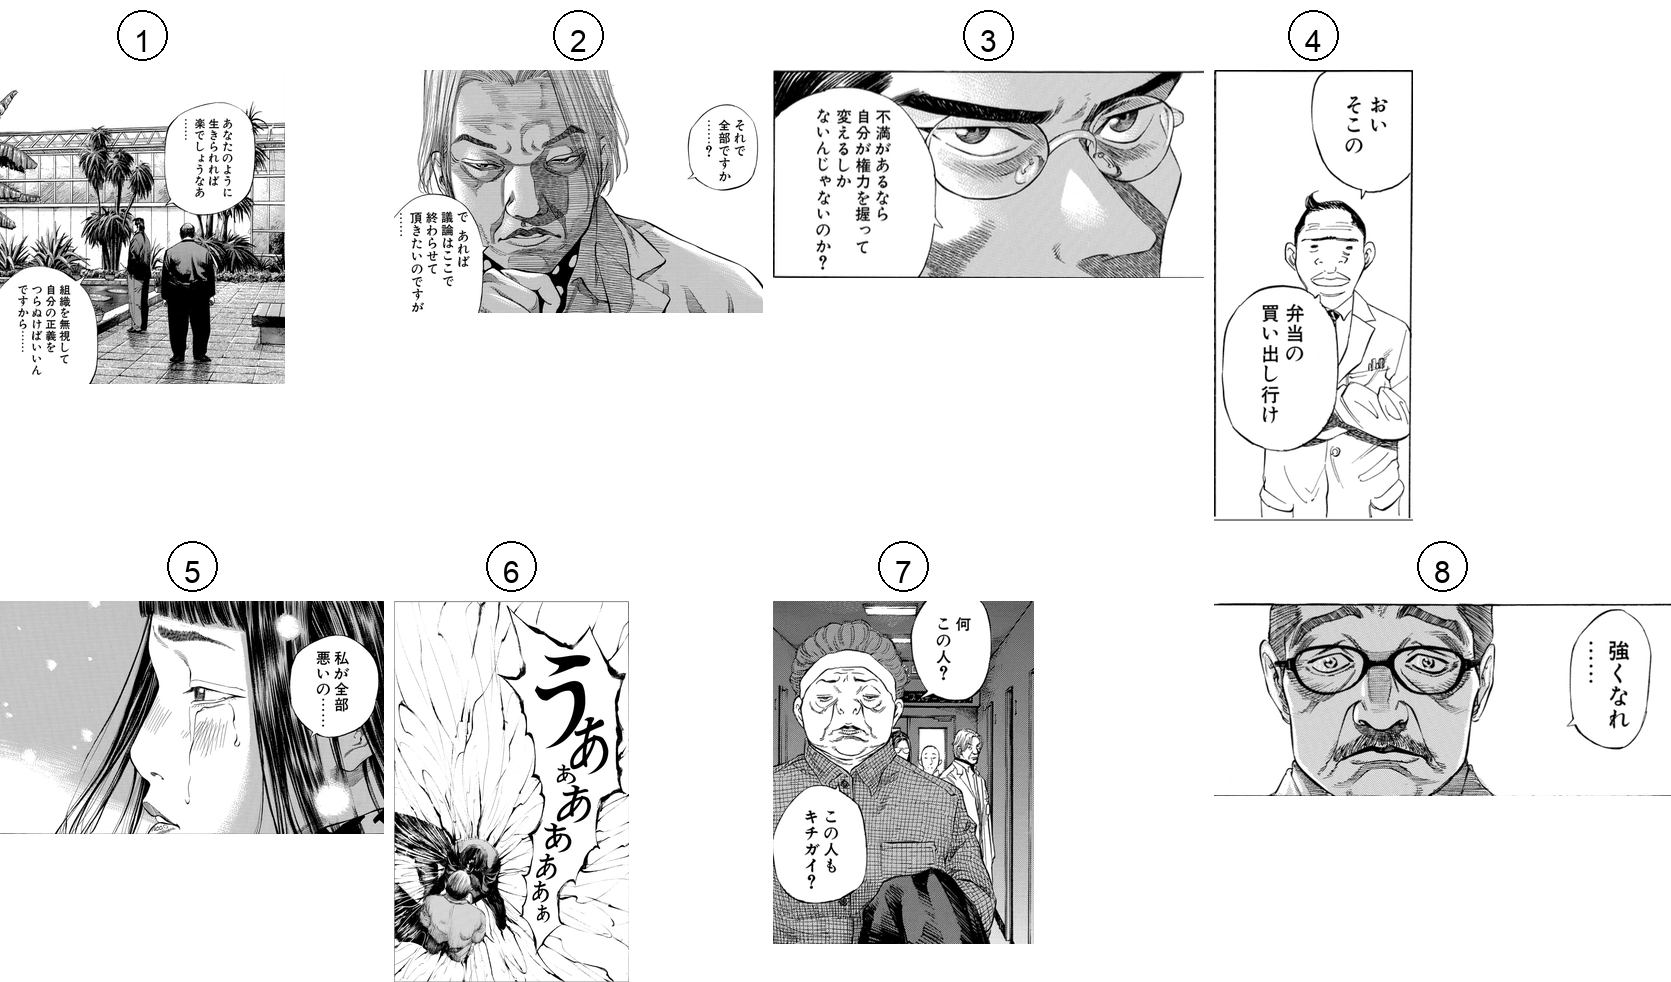 1
あなたのように
生きられれば
楽でしょうなあ
……
組織を無視して
自分の正義を
つらぬけばいいん
ですから……
2
それで
全部ですか
……?
で あれば
議論はここで
終わらせて
頂きたいのですが
……
3
不満があるなら
自分が権力を握って
変えるしか
ないんじゃないのか?
4
おい
そこの
弁当の
買い出し行け
5
私が全部
悪いの……
6
うあぁあぁあぁぁ
7
何
この人?
この人も
キチガイ?
8
強くなれ
……